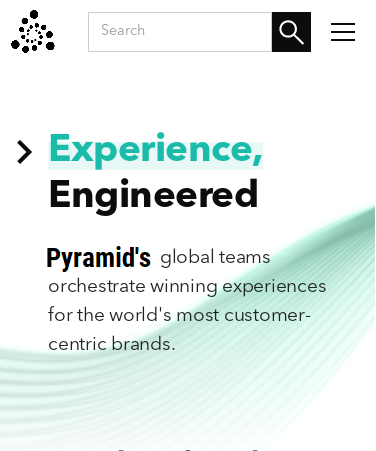 Search
Experience,
Engineered
Pyramid's global teams
orchestrate winning experiences
for the world's most customer-
centric brands.